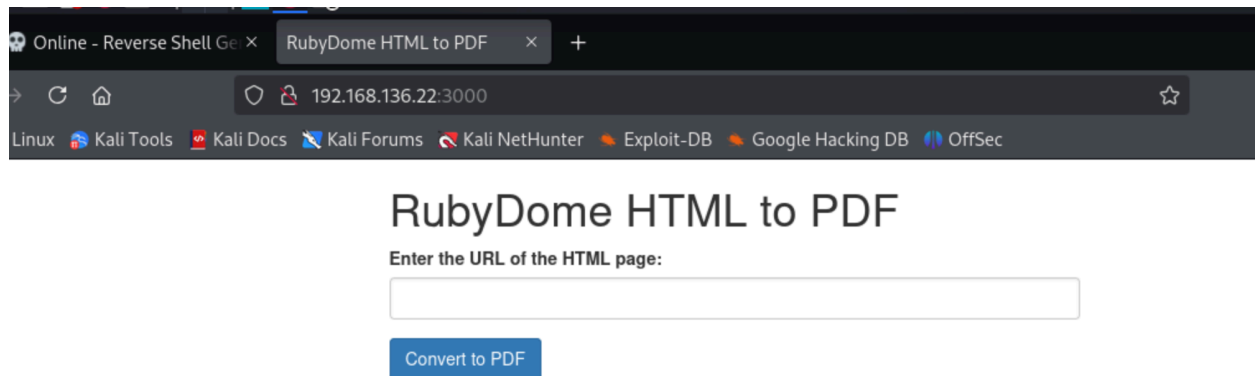 Online - Reverse Shell Ge
RubyDome HTML to PDF
192.168.136.22:3000
Linux Kali Tools Kali Docs Kali Forums Kali NetHunter Exploit-DB Google Hacking DB OffSec
RubyDome HTML to PDF
Enter the URL of the HTML page:
Convert to PDF